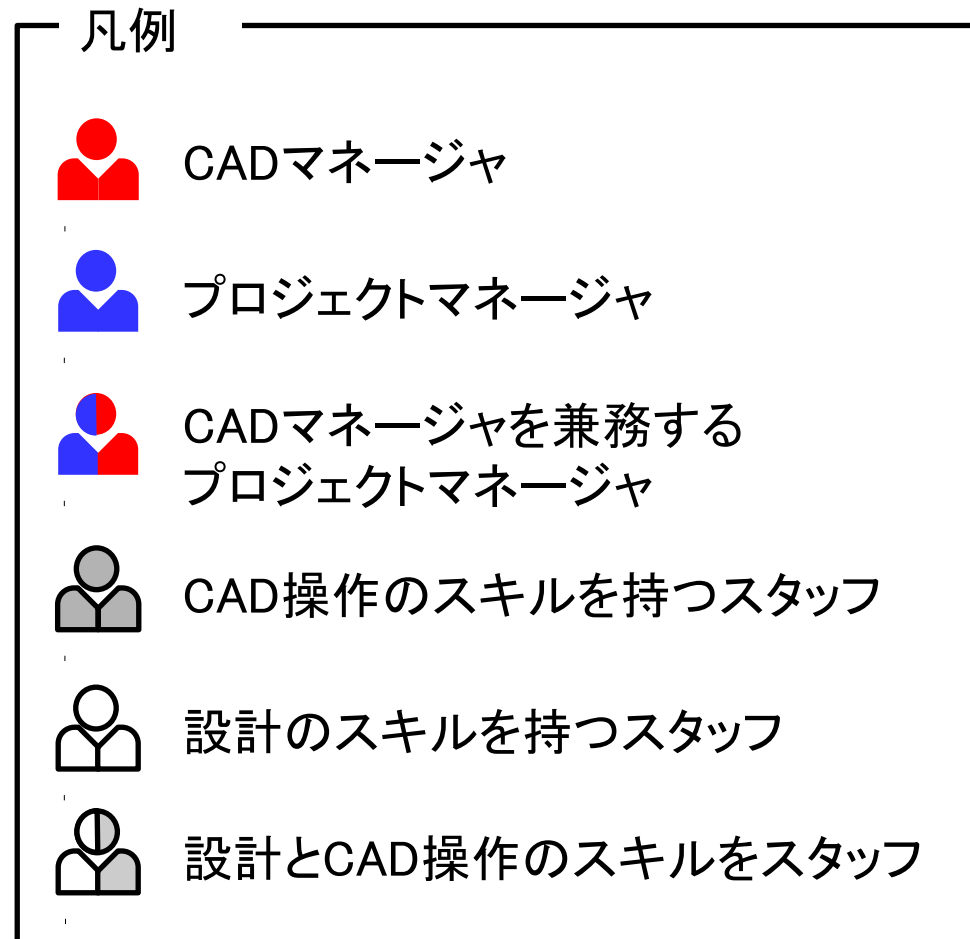 凡例
CADマネージャ
プロジェクトマネージャ
CADマネージャを兼務する
プロジェクトマネージャ
CAD操作のスキルを持つスタッフ
設計のスキルを持つスタッフ
設計とCAD操作のスキルをスタッフ